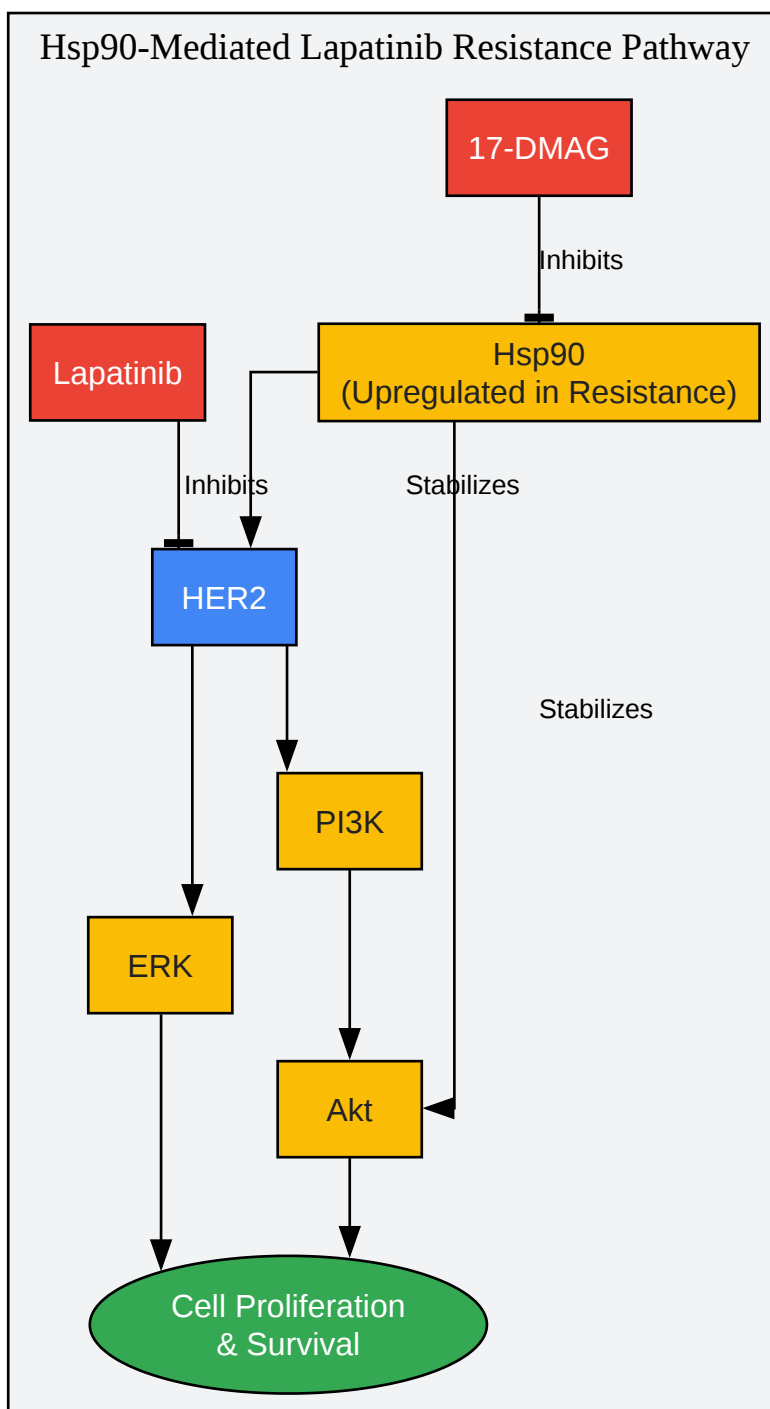 Hsp90-Mediated Lapatinib Resistance Pathway
17-DMAG
Inhibits
Lapatinib
Hsp90
(Upregulated in Resistance)
Inhibits
Stabilizes
HER2
Stabilizes
PI3K
ERK
Akt
Cell Proliferation
& Survival